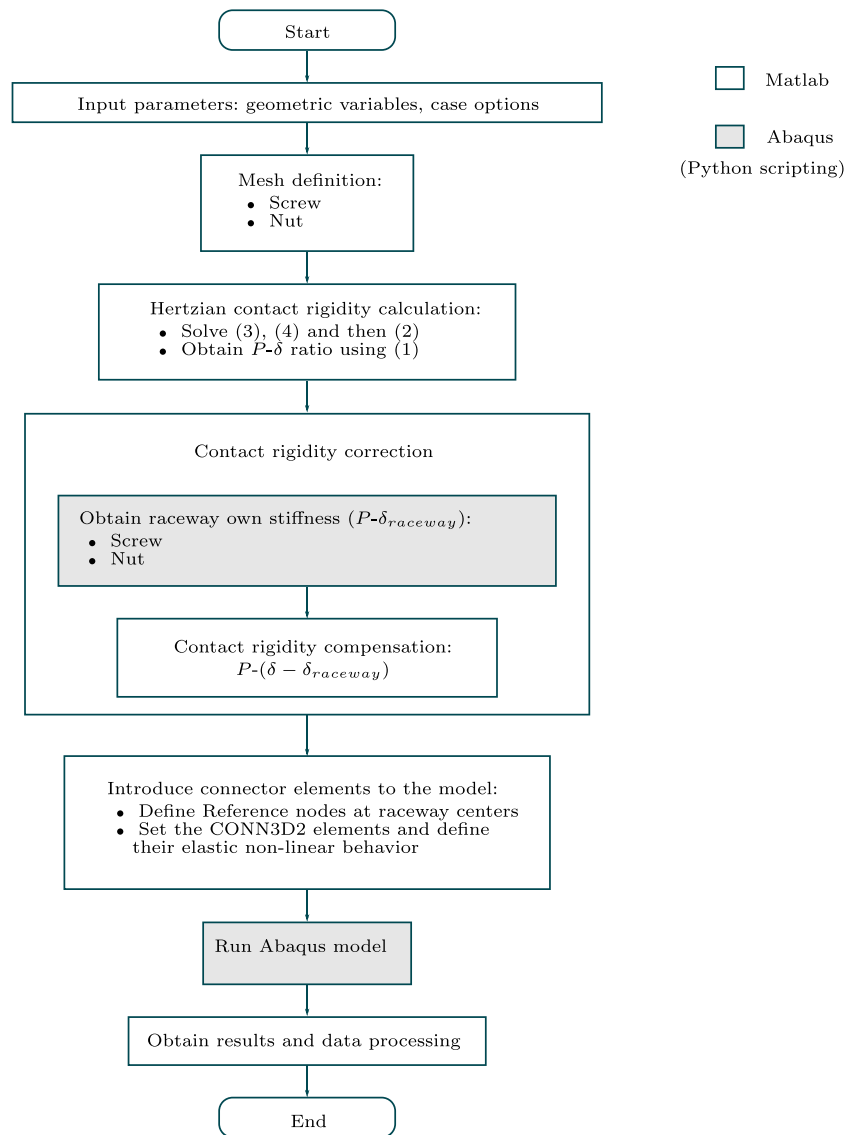 Start
Input parameters: geometric variables, case options
Matlab
Abaqus
(Python scripting)
Mesh definition:
• Screw
• Nut
Hertzian contact rigidity calculation:
• Solve (3), (4) and then (2)
• Obtain P-δ ratio using (1)
Contact rigidity correction
Obtain raceway own stiffness (P-δ_raceway):
• Screw
• Nut
Contact rigidity compensation:
P-(δ − δ_raceway)
Introduce connector elements to the model:
• Define Reference nodes at raceway centers
• Set the CONN3D2 elements and define
their elastic non-linear behavior
Run Abaqus model
Obtain results and data processing
End